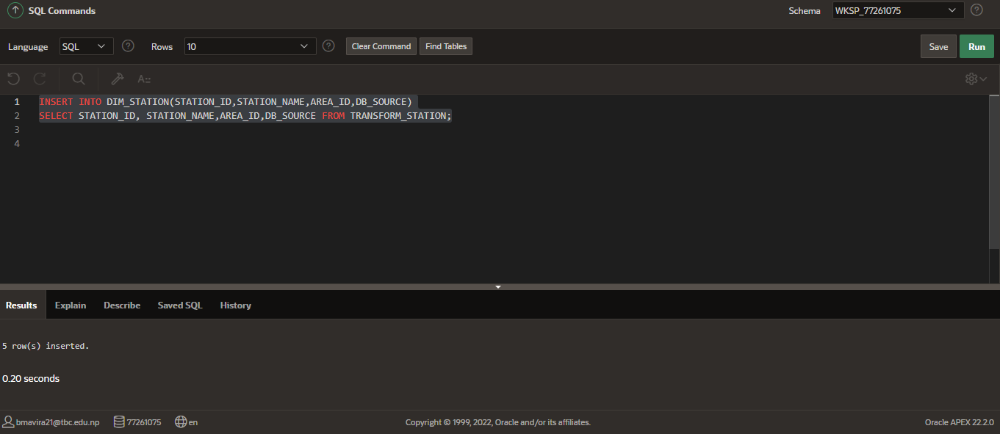 SQL Commands
Schema
WKSP_77261075
Language
SQL
Rows
10
Clear Command
Find Tables
Save
Run
1 INSERT INTO DIM_STATION(STATION_ID,STATION_NAME,AREA_ID,DB_SOURCE)
2 SELECT STATION_ID, STATION_NAME,AREA_ID,DB_SOURCE FROM TRANSFORM_STATION;
3
4
Results Explain Describe Saved SQL History
5 row(s) inserted.
0.20 seconds
bmavira21@tbc.edu.np 77261075 en
Copyright © 1999, 2022, Oracle and/or its affiliates.
Oracle APEX 22.2.0